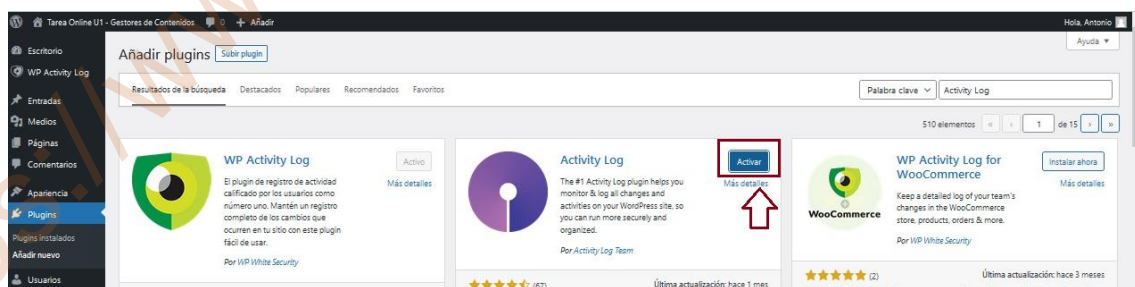 Tarea Online U1 - Gestores de Contenidos 0 + Añadir Hola, Antonio
Ayuda
Escritorio
WP Activity Log
Entradas
Medios
Páginas
Comentarios
Apariencia
Plugins
Plugins instalados
Añadir nuevo
Usuarios
Añadir plugins Subir plugin
Resultados de la búsqueda Destacados Populares Recomendados Favoritos
Palabra clave Activity Log
510 elementos « ‹ 1 de 15 › »
WP Activity Log
Activo
Más detalles
El plugin de registro de actividad
calificado por los usuarios como
número uno. Mantén un registro
completo de los cambios que
ocurren en tu sitio con este plugin
fácil de usar.
Por WP White Security
Activity Log
Activar
Más detalles
The #1 Activity Log plugin helps you
monitor & log all changes and
activities on your WordPress site, so
you can run more securely and
organized.
Por Activity Log Team
(67) Última actualización: hace 1 mes
WooCommerce
WP Activity Log for
WooCommerce
Instalar ahora
Más detalles
Keep a detailed log of your team's
changes in the WooCommerce
store, products, orders & more.
Por WP White Security
(2) Última actualización: hace 3 meses